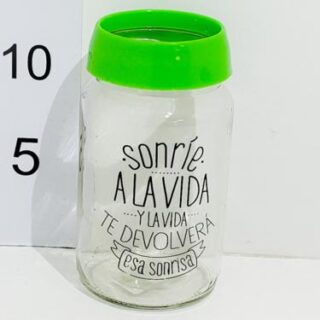 10
5
sonríe
A LA VIDA
Y LA VIDA
TE DEVOLVERÁ
esa sonrisa